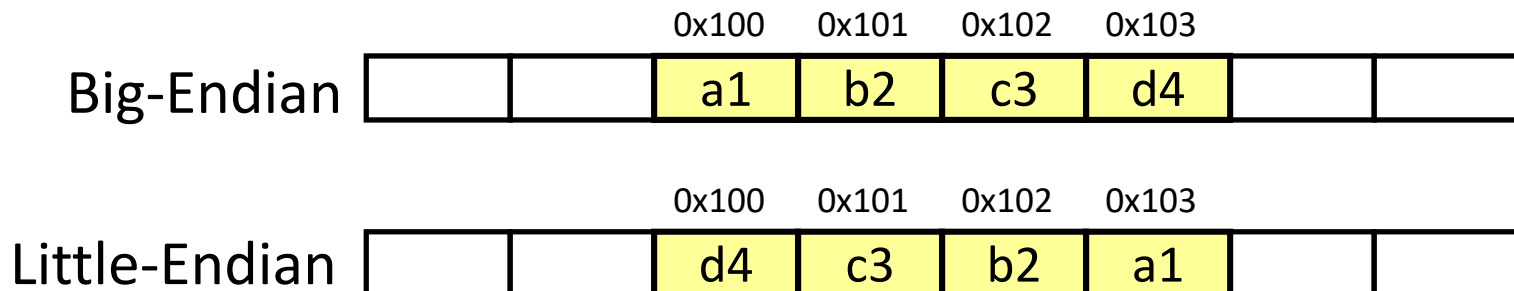 0x100 0x101 0x102 0x103
Big-Endian a1 b2 c3 d4
0x100 0x101 0x102 0x103
Little-Endian d4 c3 b2 a1